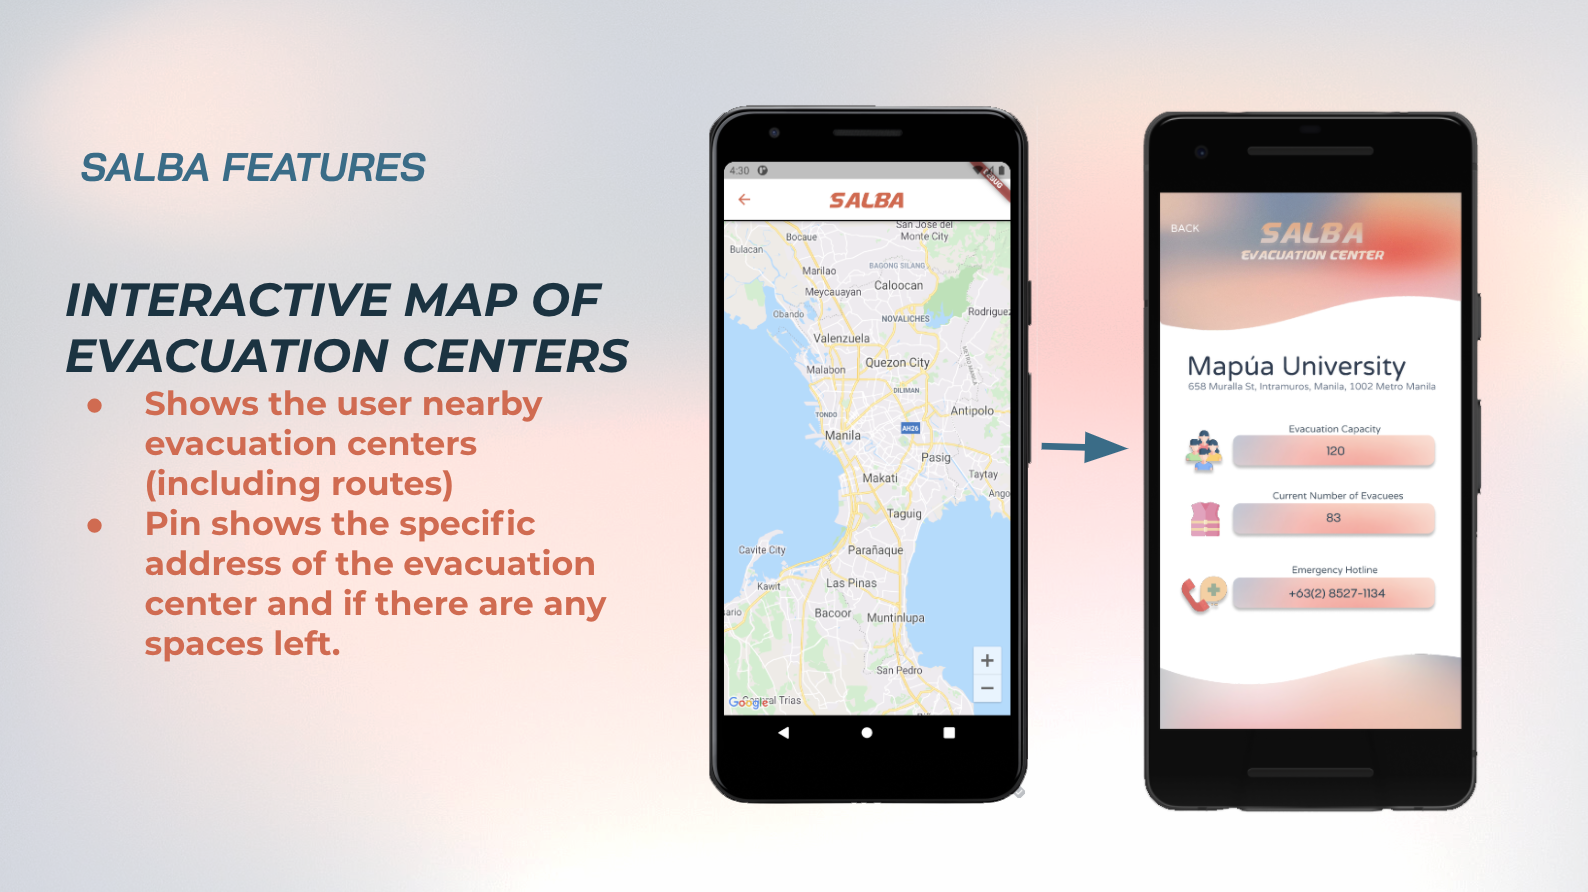 SALBA FEATURES
INTERACTIVE MAP OF
EVACUATION CENTERS
● Shows the user nearby
evacuation centers
(including routes)
● Pin shows the specific
address of the evacuation
center and if there are any
spaces left.
4:30
SALBA
San Jose del
Monte City
Bocaue
Bulacan
BAGONG SILANG
Marilao
Meycauayan
Caloocan
Obando
NOVALICHES
Rodriguez
Valenzuela
Malabon
Quezon City
METRO MANILA
DILIMAN
TONDO
Antipolo
AH26
Manila
Pasig
Makati
Taytay
Ango
Taguig
Cavite City
Parañaque
Kawit
Las Pinas
ario
Bacoor
Muntinlupa
San Pedro
+
−
Google
al Trias
BACK
SALBA
EVACUATION CENTER
Mapúa University
658 Muralla St, Intramuros, Manila, 1002 Metro Manila
Evacuation Capacity
120
Current Number of Evacuees
83
Emergency Hotline
+63(2) 8527-1134